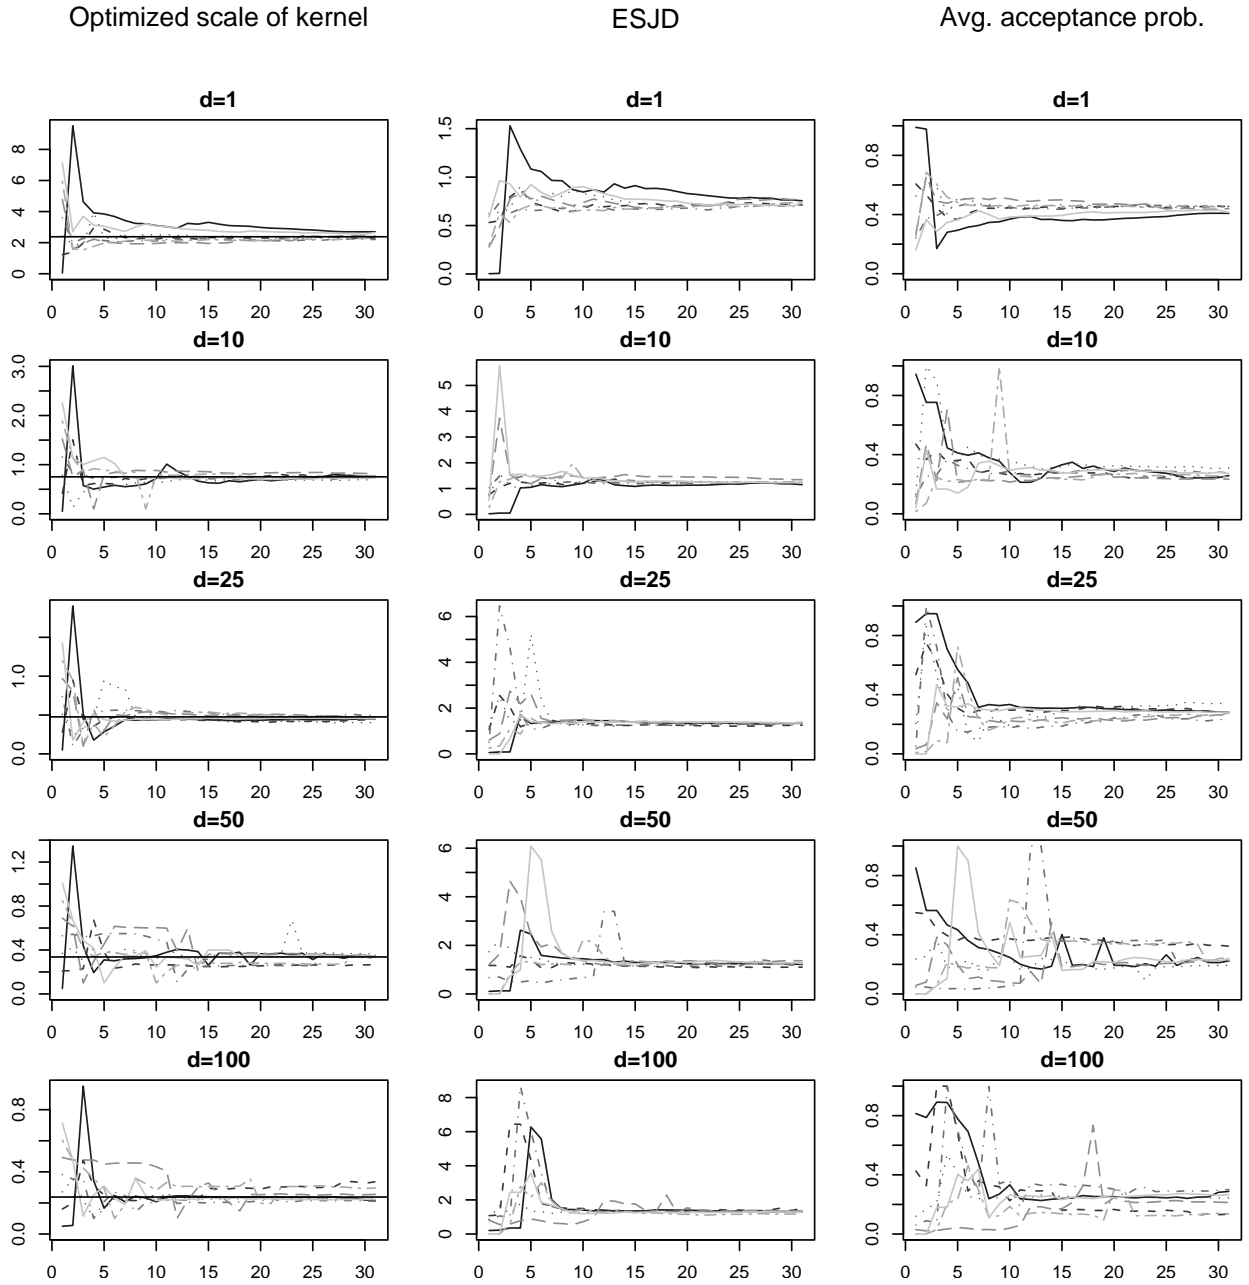 Optimized scale of kernel ESJD Avg. acceptance prob.
d=1 d=1 d=1
0 2 4 6 8
0.0 0.5 1.0 1.5
0.0 0.4 0.8
0 5 10 15 20 25 30 0 5 10 15 20 25 30 0 5 10 15 20 25 30
d=10 d=10 d=10
0.0 1.0 2.0 3.0
0 1 2 3 4 5
0.0 0.4 0.8
0 5 10 15 20 25 30 0 5 10 15 20 25 30 0 5 10 15 20 25 30
d=25 d=25 d=25
0.0 1.0
0 2 4 6
0.0 0.4 0.8
0 5 10 15 20 25 30 0 5 10 15 20 25 30 0 5 10 15 20 25 30
d=50 d=50 d=50
0.0 0.4 0.8 1.2
0 2 4 6
0.0 0.4 0.8
0 5 10 15 20 25 30 0 5 10 15 20 25 30 0 5 10 15 20 25 30
d=100 d=100 d=100
0.0 0.4 0.8
0 2 4 6 8
0.0 0.4 0.8
0 5 10 15 20 25 30 0 5 10 15 20 25 30 0 5 10 15 20 25 30